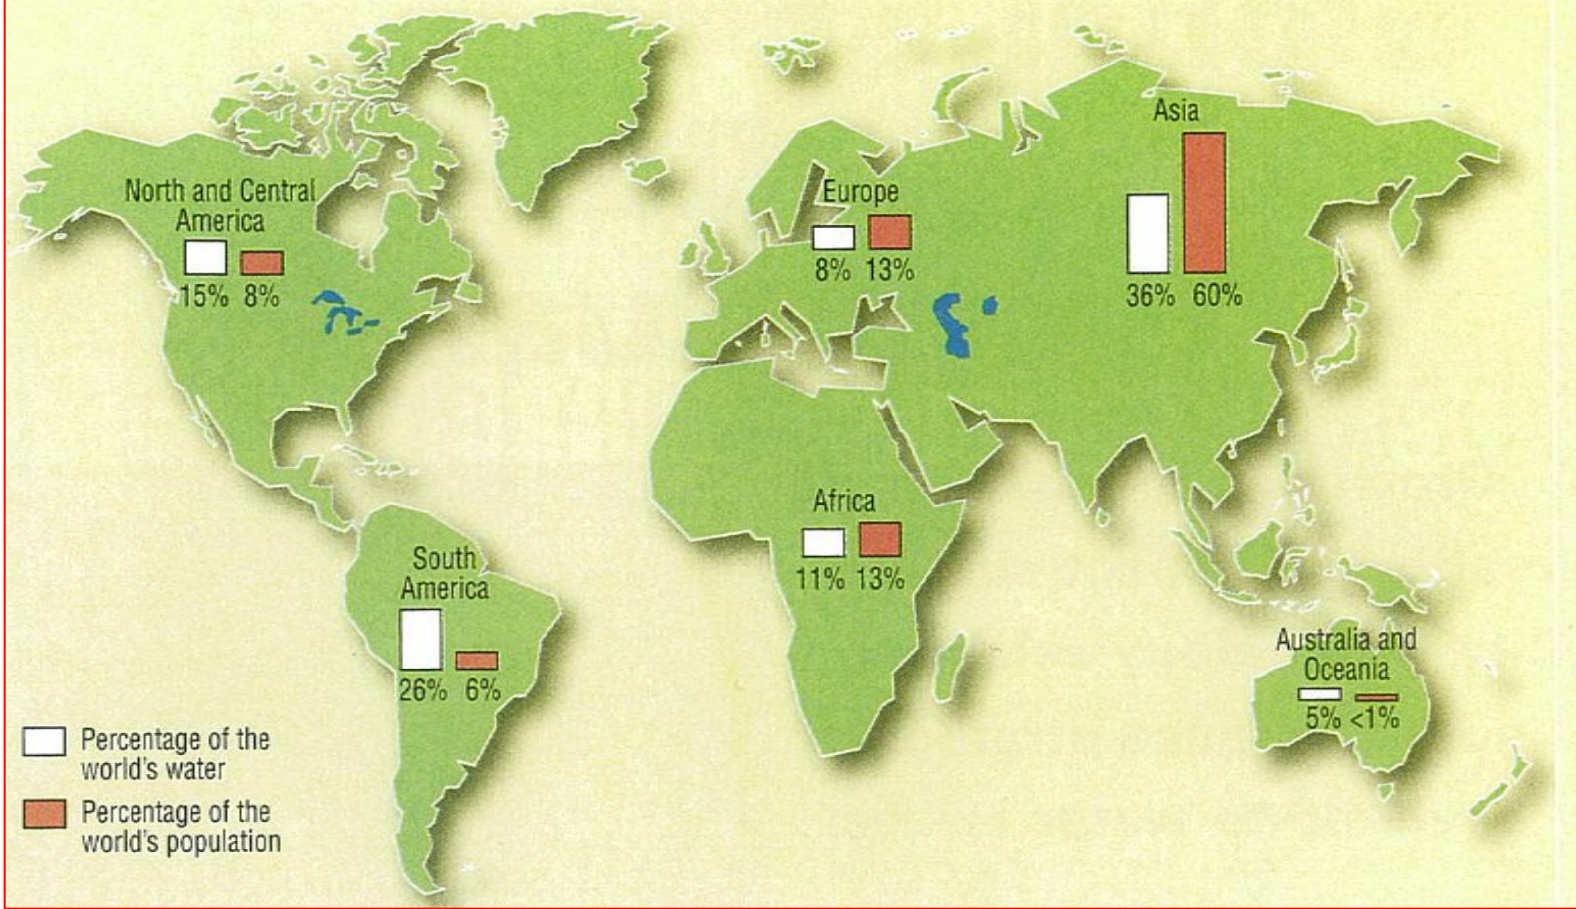 Asia
36% 60%
North and Central
America
15% 8%
Europe
8% 13%
Africa
11% 13%
South
America
26% 6%
Australia and
Oceania
5% <1%
Percentage of the
world's water
Percentage of the
world's population